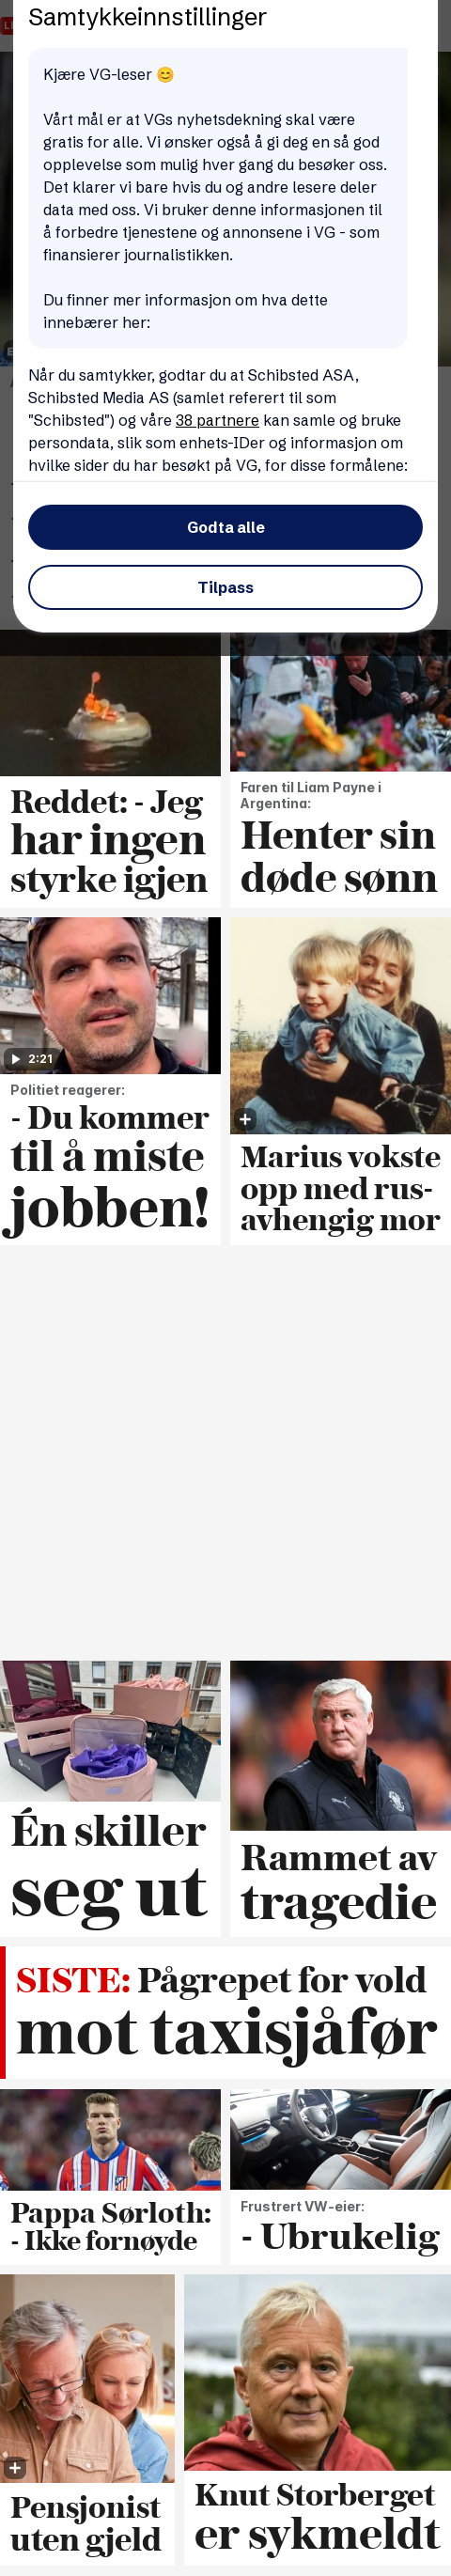 Samtykkeinnstillinger
Kjære VG-leser 😊
Vårt mål er at VGs nyhetsdekning skal være
gratis for alle. Vi ønsker også å gi deg en så god
opplevelse som mulig hver gang du besøker oss.
Det klarer vi bare hvis du og andre lesere deler
data med oss. Vi bruker denne informasjonen til
å forbedre tjenestene og annonsene i VG - som
finansierer journalistikken.
Du finner mer informasjon om hva dette
innebærer her:
Når du samtykker, godtar du at Schibsted ASA,
Schibsted Media AS (samlet referert til som
"Schibsted") og våre 38 partnere kan samle og bruke
persondata, slik som enhets-IDer og informasjon om
hvilke sider du har besøkt på VG, for disse formålene:
Godta alle
Tilpass
Reddet: - Jeg
har ingen
styrke igjen
Faren til Liam Payne i
Argentina:
Henter sin
døde sønn
2:21
Politiet reagerer:
- Du kommer
til å miste
jobben!
Marius vokste
opp med rus-
avhengig mor
Én skiller
seg ut
Rammet av
tragedie
SISTE: Pågrepet for vold
mot taxisjåfør
Pappa Sørloth:
- Ikke fornøyde
Frustrert VW-eier:
- Ubrukelig
Pensjonist
uten gjeld
Knut Storberget
er sykmeldt